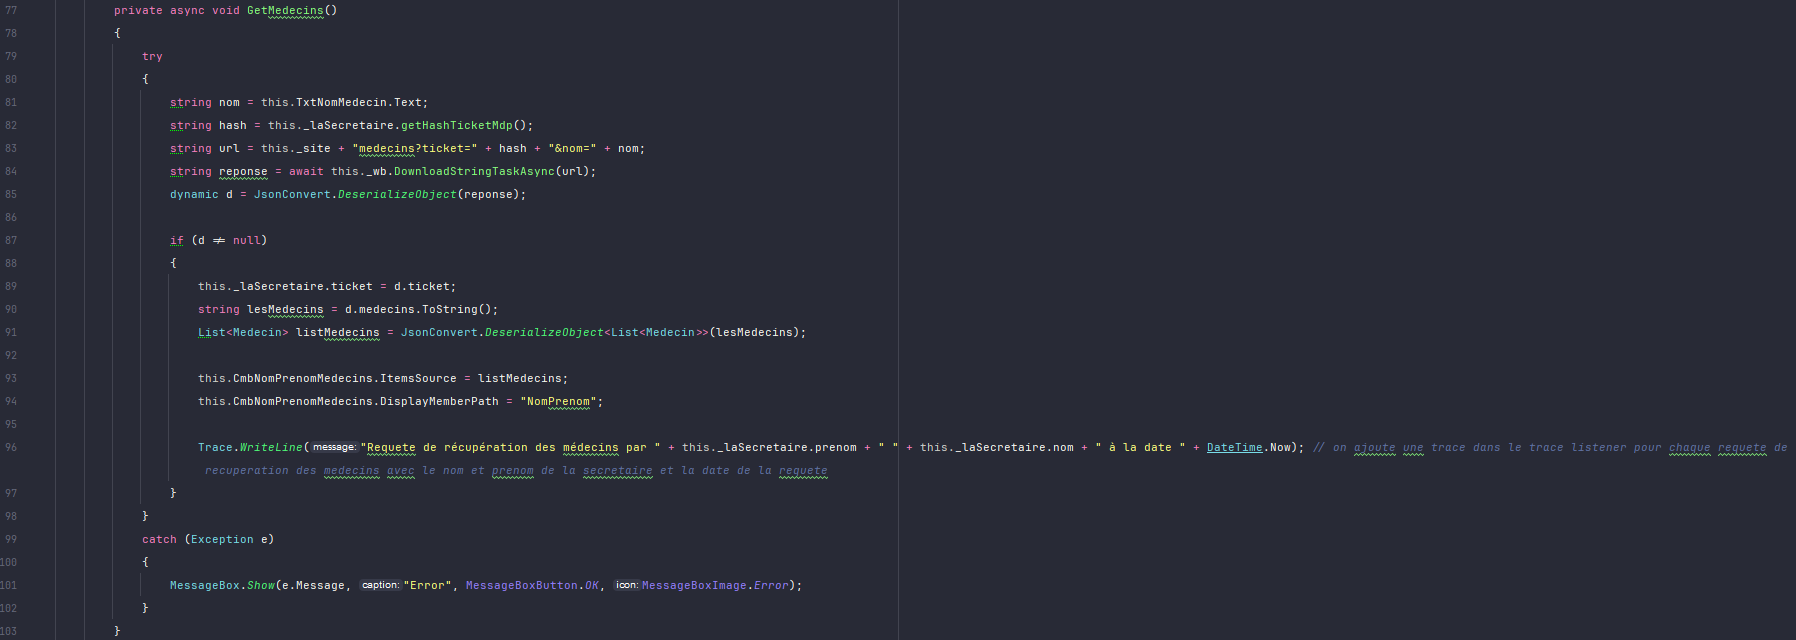 77 private async void GetMedecins()
78 {
79 try
80 {
81 string nom = this.TxtNomMedecin.Text;
82 string hash = this._laSecretaire.getHashTicketMdp();
83 string url = this._site + "medecins?ticket=" + hash + "&nom=" + nom;
84 string reponse = await this._wb.DownloadStringTaskAsync(url);
85 dynamic d = JsonConvert.DeserializeObject(reponse);
86
87 if (d ≠ null)
88 {
89 this._laSecretaire.ticket = d.ticket;
90 string lesMedecins = d.medecins.ToString();
91 List<Medecin> listMedecins = JsonConvert.DeserializeObject<List<Medecin>>(lesMedecins);
92
93 this.CmbNomPrenomMedecins.ItemsSource = listMedecins;
94 this.CmbNomPrenomMedecins.DisplayMemberPath = "NomPrenom";
95
96 Trace.WriteLine(message: "Requete de récupération des médecins par " + this._laSecretaire.prenom + " " + this._laSecretaire.nom + " à la date " + DateTime.Now); // on ajoute une trace dans le trace listener pour chaque requete de
recuperation des medecins avec le nom et prenom de la secretaire et la date de la requete
97 }
98 }
99 catch (Exception e)
100 {
101 MessageBox.Show(e.Message, caption: "Error", MessageBoxButton.OK, icon: MessageBoxImage.Error);
102 }
103 }